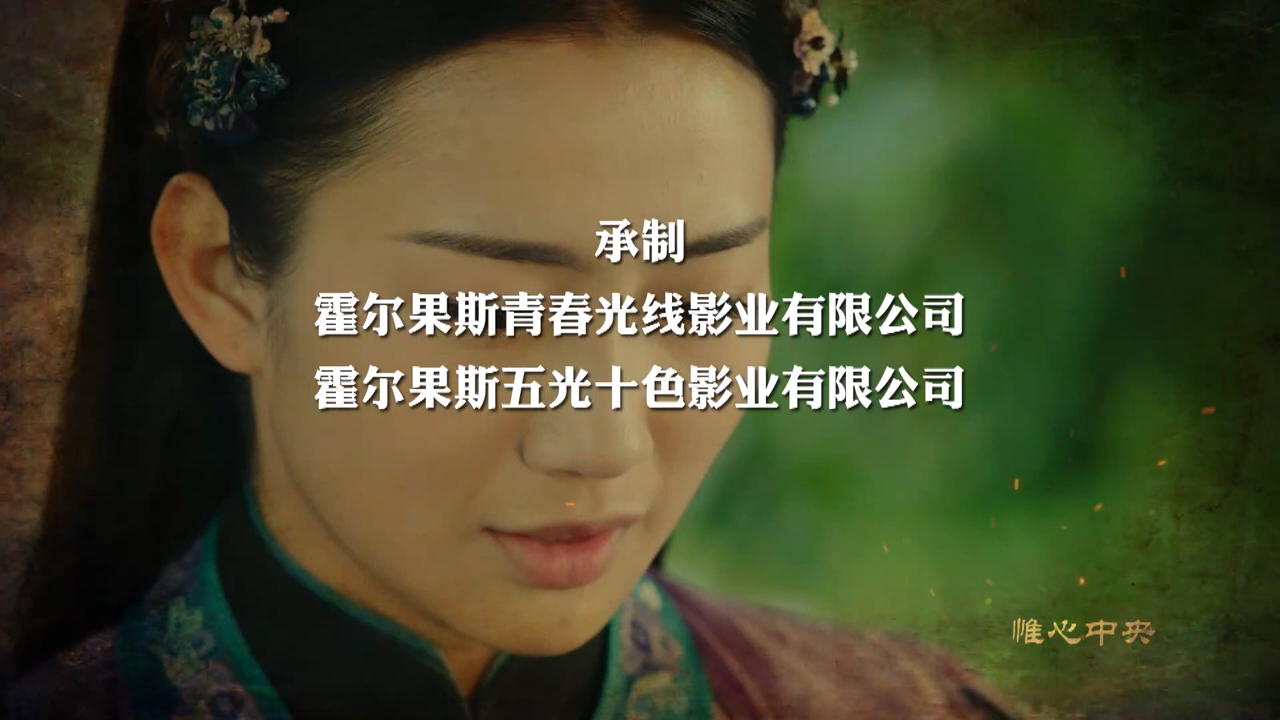 承制
霍尔果斯青春光线影业有限公司
霍尔果斯五光十色影业有限公司
惟心中央